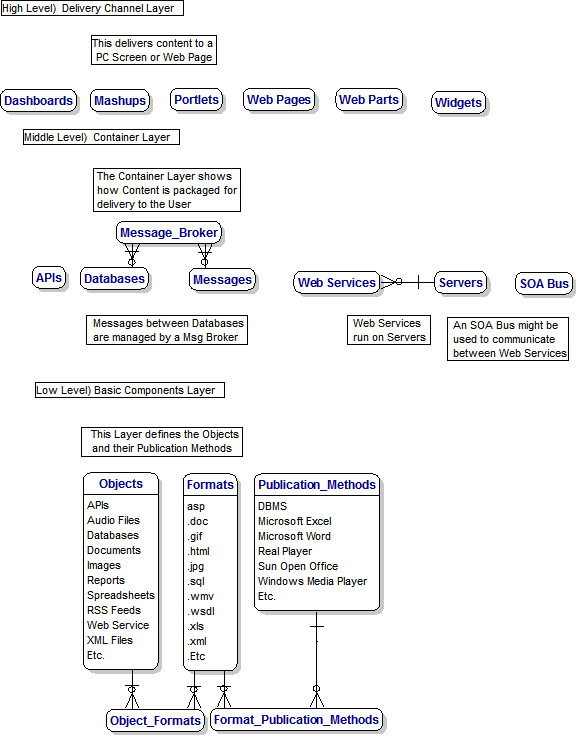 High Level)  Delivery Channel Layer
This delivers content to a
PC Screen or Web Page
Dashboards
Mashups
Portlets
Web Pages
Web Parts
Widgets
Middle Level)  Container Layer
The Container Layer shows
how Content is packaged for
delivery to the User
Message_Broker
APIs
Databases
Messages
Web Services
Servers
SOA Bus
Messages between Databases
are managed by a Msg Broker
Web Services
run on Servers
An SOA Bus might be
used to communicate
between Web Services
Low Level) Basic Components Layer
This Layer defines the Objects
and their Publication Methods
Objects
APIs
Audio Files
Databases
Documents
Images
Reports
Spreadsheets
RSS Feeds
Web Service
XML Files
Etc.
Formats
asp
.doc
.gif
.html
.jpg
.sql
.wmv
.wsdl
.xls
.xml
.Etc
Publication_Methods
DBMS
Microsoft Excel
Microsoft Word
Real Player
Sun Open Office
Windows Media Player
Etc.
Object_Formats
Format_Publication_Methods